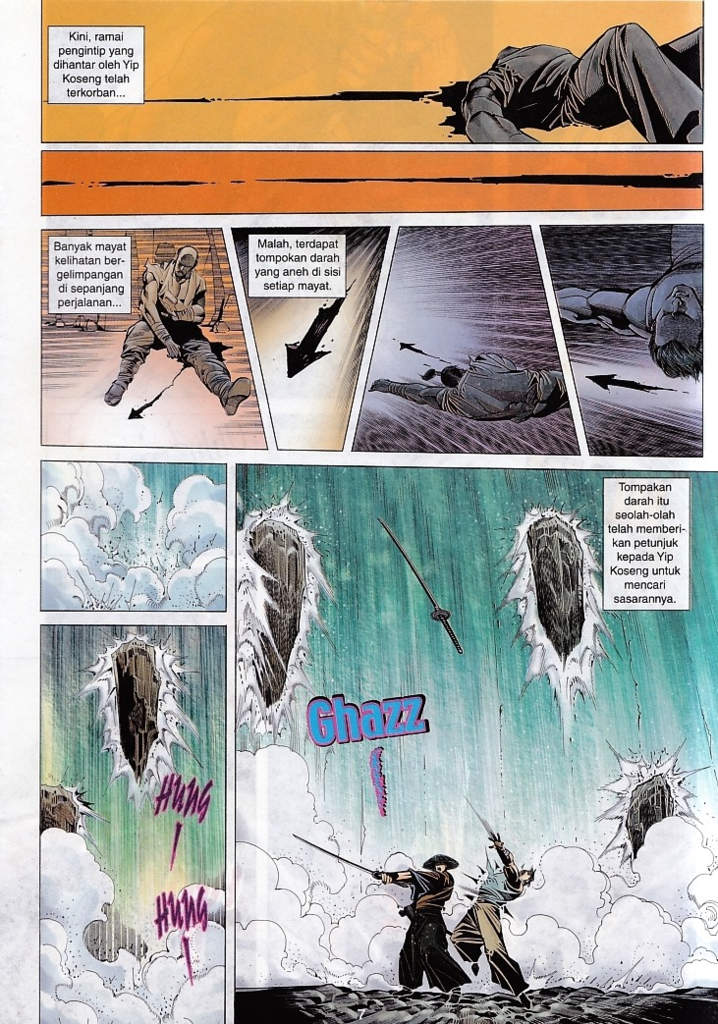 Kini, ramai
pengintip yang
dihantar oleh Yip
Koseng telah
terkorban...
Banyak mayat
kelihatan ber-
gelimpangan
di sepanjang
perjalanan...
Malah, terdapat
tompokan darah
yang aneh di sisi
setiap mayat.
Tompakan
darah itu
seolah-olah
telah memberi-
kan petunjuk
kepada Yip
Koseng untuk
mencari
sasarannya.
HUNG
!
HUNG
!
Ghazz
!
7